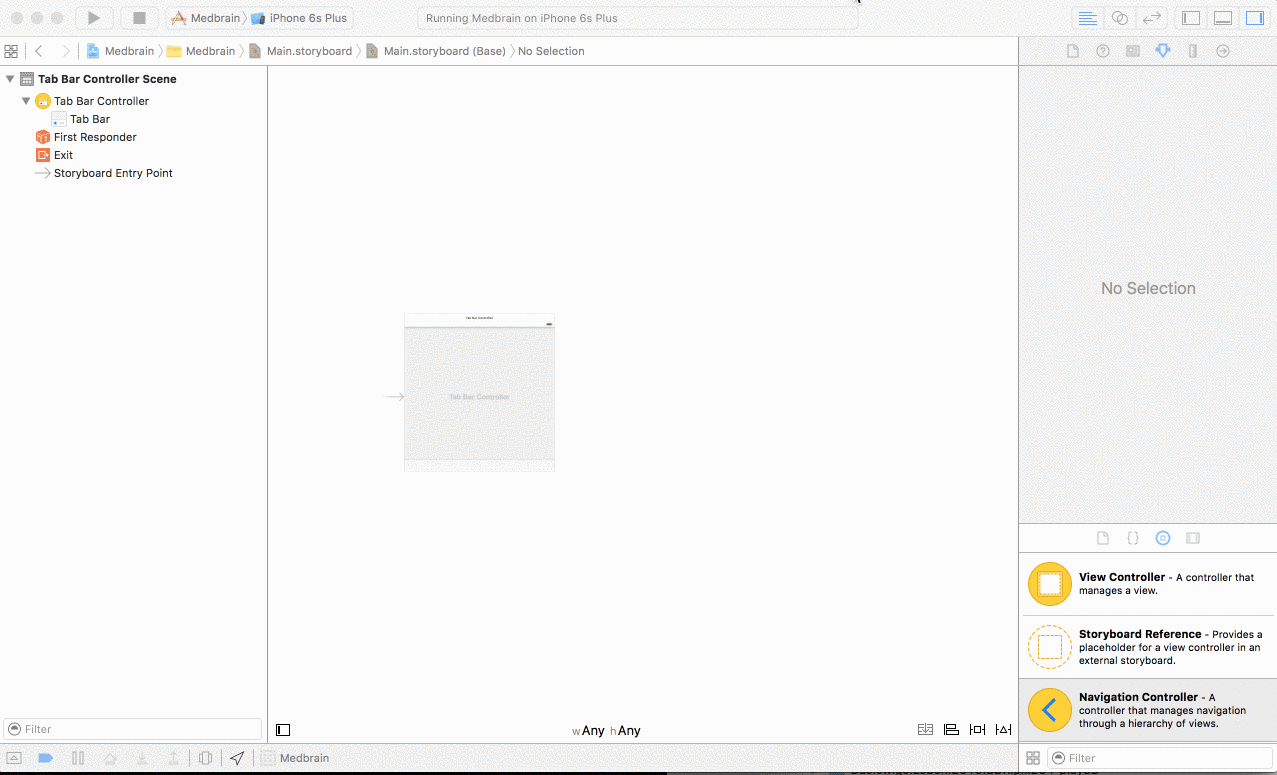 Medbrain iPhone 6s Plus
Running Medbrain on iPhone 6s Plus
Medbrain Medbrain Main.storyboard Main.storyboard (Base) No Selection
Tab Bar Controller Scene
Tab Bar Controller
Tab Bar
First Responder
Exit
Storyboard Entry Point
Filter
Tab Bar Controller
Tab Bar Controller
wAny hAny
No Selection
View Controller - A controller that
manages a view.
Storyboard Reference - Provides a
placeholder for a view controller in an
external storyboard.
Navigation Controller - A
controller that manages navigation
through a hierarchy of views.
Medbrain
Filter